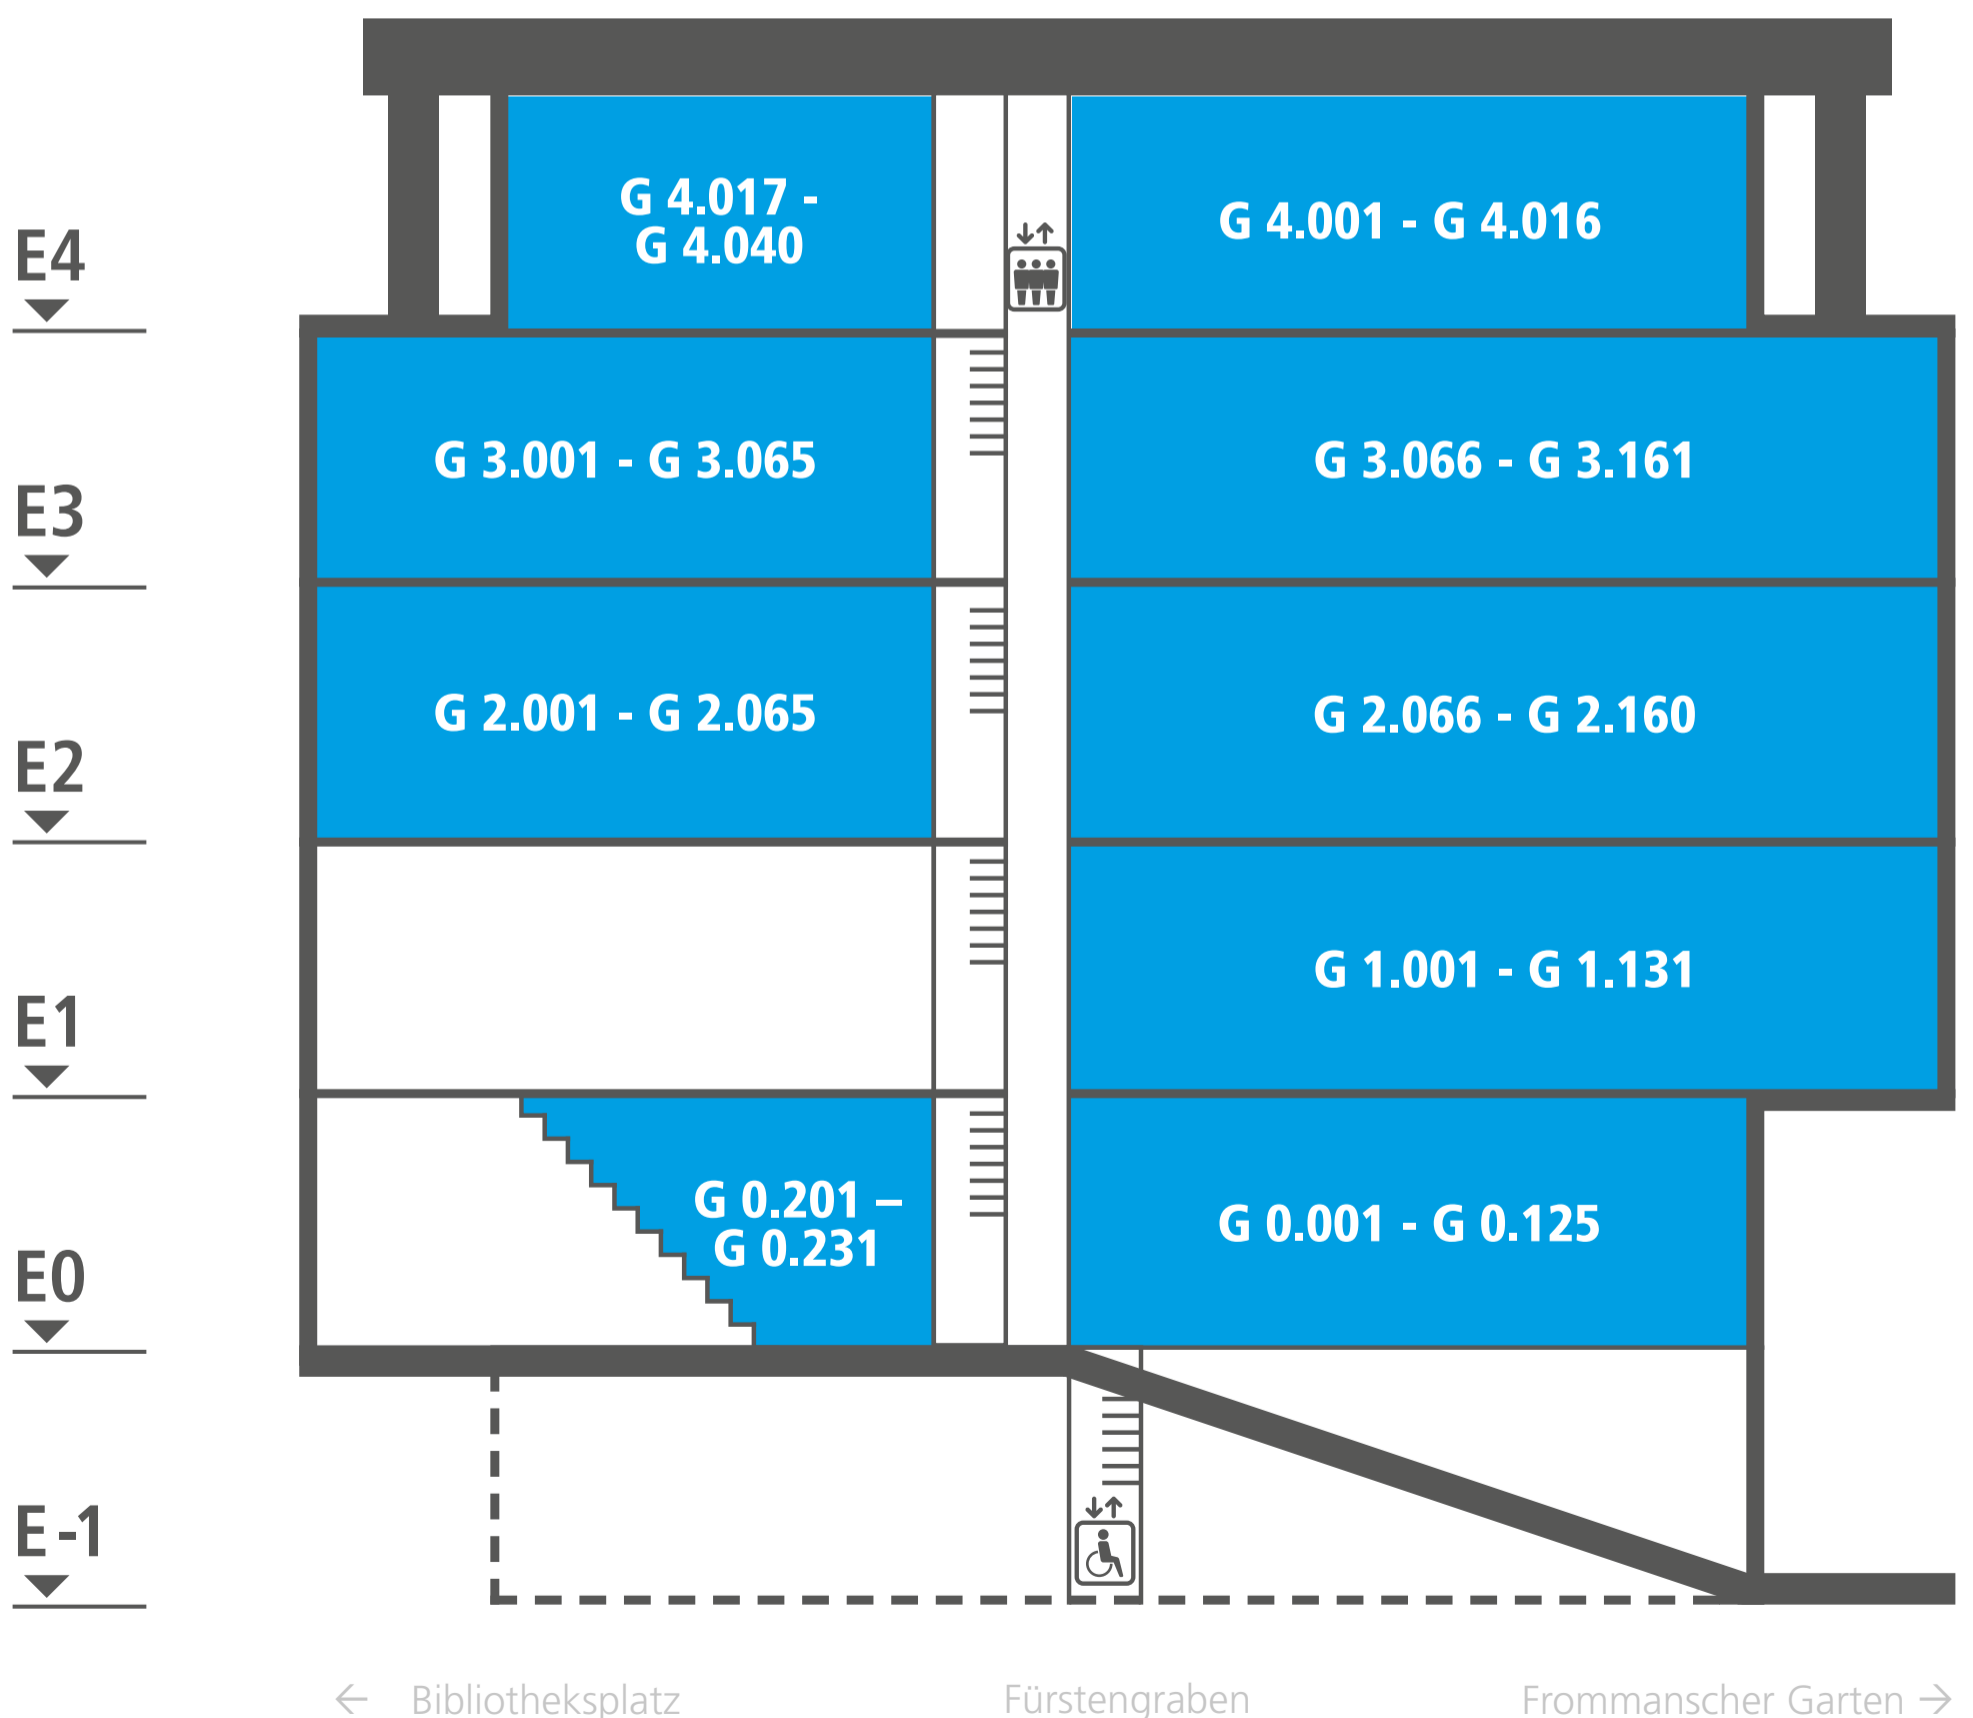 G 4.017 -
G 4.040
G 4.001 - G 4.016
E4
G 3.001 - G 3.065
G 3.066 - G 3.161
E3
G 2.001 - G 2.065
G 2.066 - G 2.160
E2
G 1.001 - G 1.131
E1
G 0.201 –
G 0.231
G 0.001 - G 0.125
E0
E -1
← Bibliotheksplatz
Fürstengraben
Frommanscher Garten →